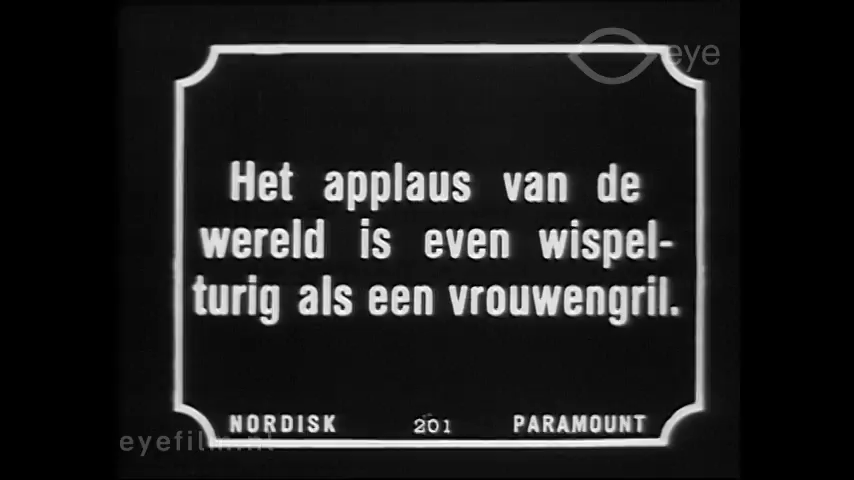 eye
Het applaus van de
wereld is even wispel-
turig als een vrouwengril.
NORDISK 201 PARAMOUNT
eyefilm.nl